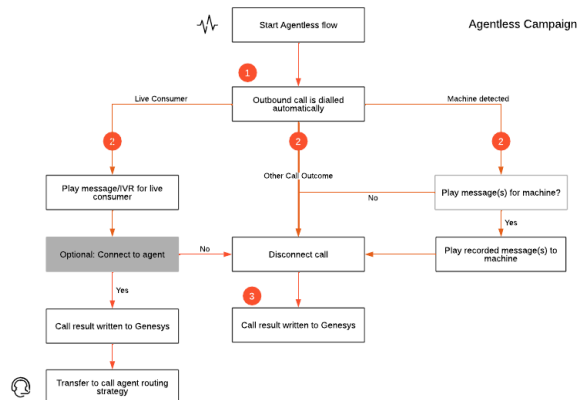 Start Agentless flow
Agentless Campaign
1
Live Consumer
Outbound call is dialled
automatically
Machine detected
2
2
2
Other Call Outcome
Play message/IVR for live
consumer
No
Play message(s) for machine?
Yes
Optional: Connect to agent
No
Disconnect call
Play recorded message(s) to
machine
Yes
3
Call result written to Genesys
Call result written to Genesys
Transfer to call agent routing
strategy